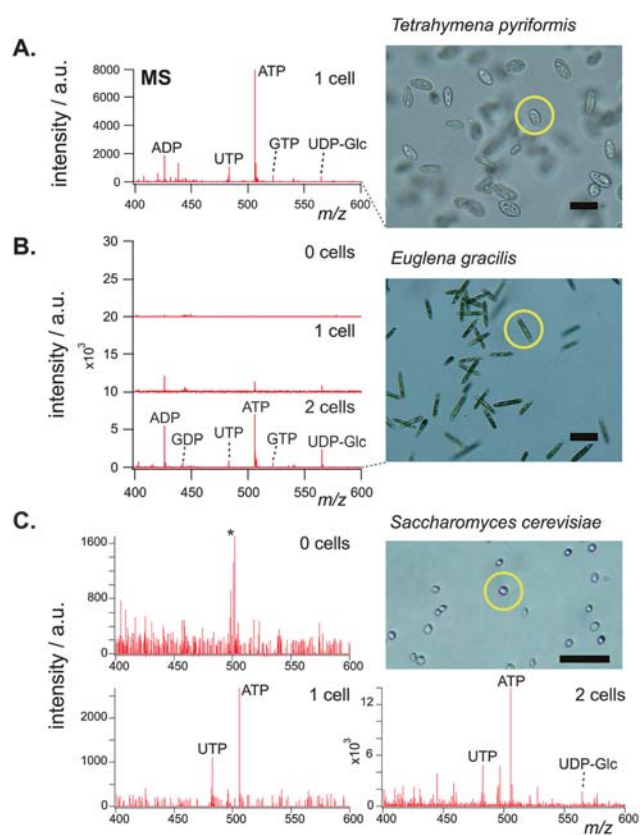 Tetrahymena pyriformis
A.
MS
ATP
1 cell
8000
6000
4000
2000
0
ADP
UTP
GTP
UDP-Glc
400
450
500
550
600
m/z
intensity / a.u.
B.
Euglena gracilis
0 cells
30
25
20
1 cell
15
10
2 cells
5
0
x10³
intensity / a.u.
ADP
GDP
UTP
ATP
GTP
UDP-Glc
400
450
500
550
600
m/z
C.
Saccharomyces cerevisiae
*
0 cells
1600
800
0
400
450
500
550
600
intensity / a.u.
ATP
1 cell
2000
1000
0
UTP
400
450
500
550
600
ATP
2 cells
12
6
0
x10³
UTP
UDP-Glc
400
450
500
550
600
m/z